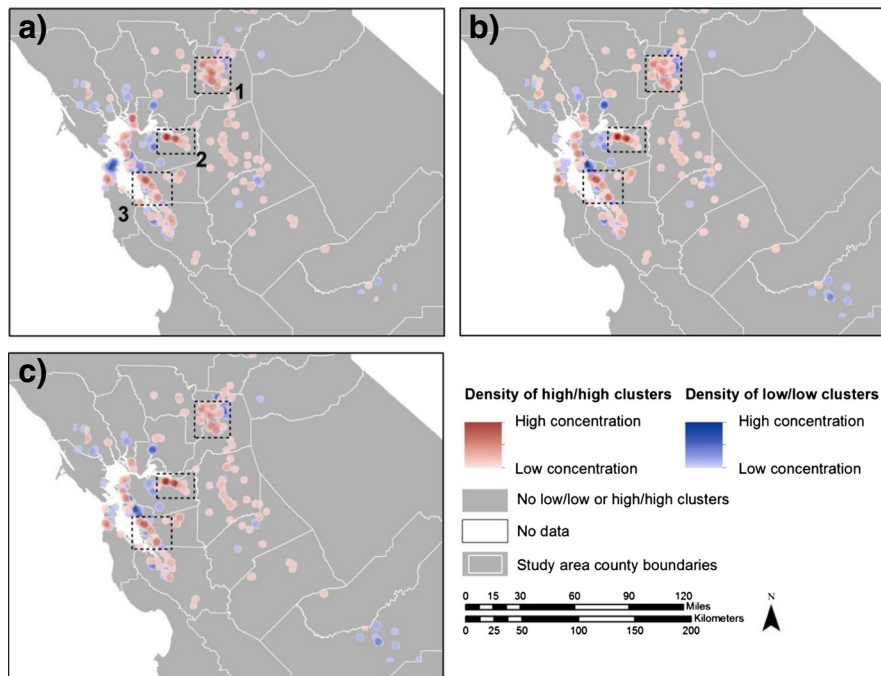 a)
1
2
3
b)
c)
Density of high/high clusters
High concentration
Low concentration
Density of low/low clusters
High concentration
Low concentration
No low/low or high/high clusters
No data
Study area county boundaries
0 15 30 60 90 120
Miles
Kilometers
0 25 50 100 150 200
N